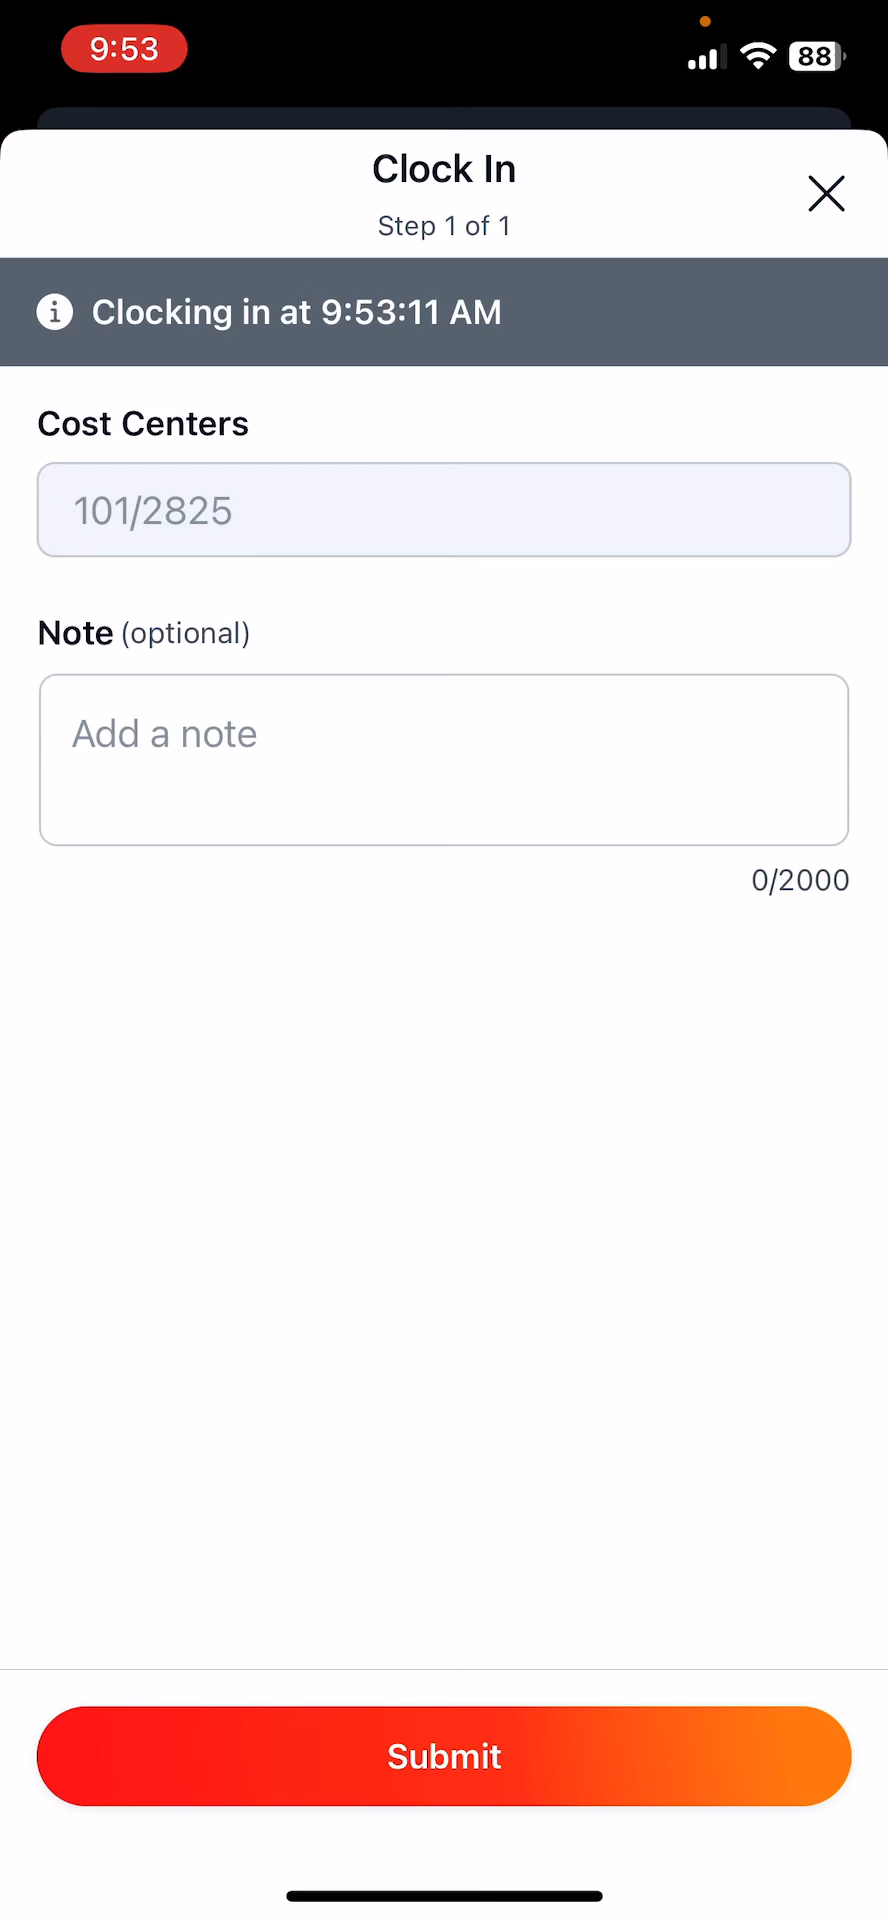 9:53
88
Clock In
Step 1 of 1
Clocking in at 9:53:11 AM
Cost Centers
101/2825
Note (optional)
Add a note
0/2000
Submit